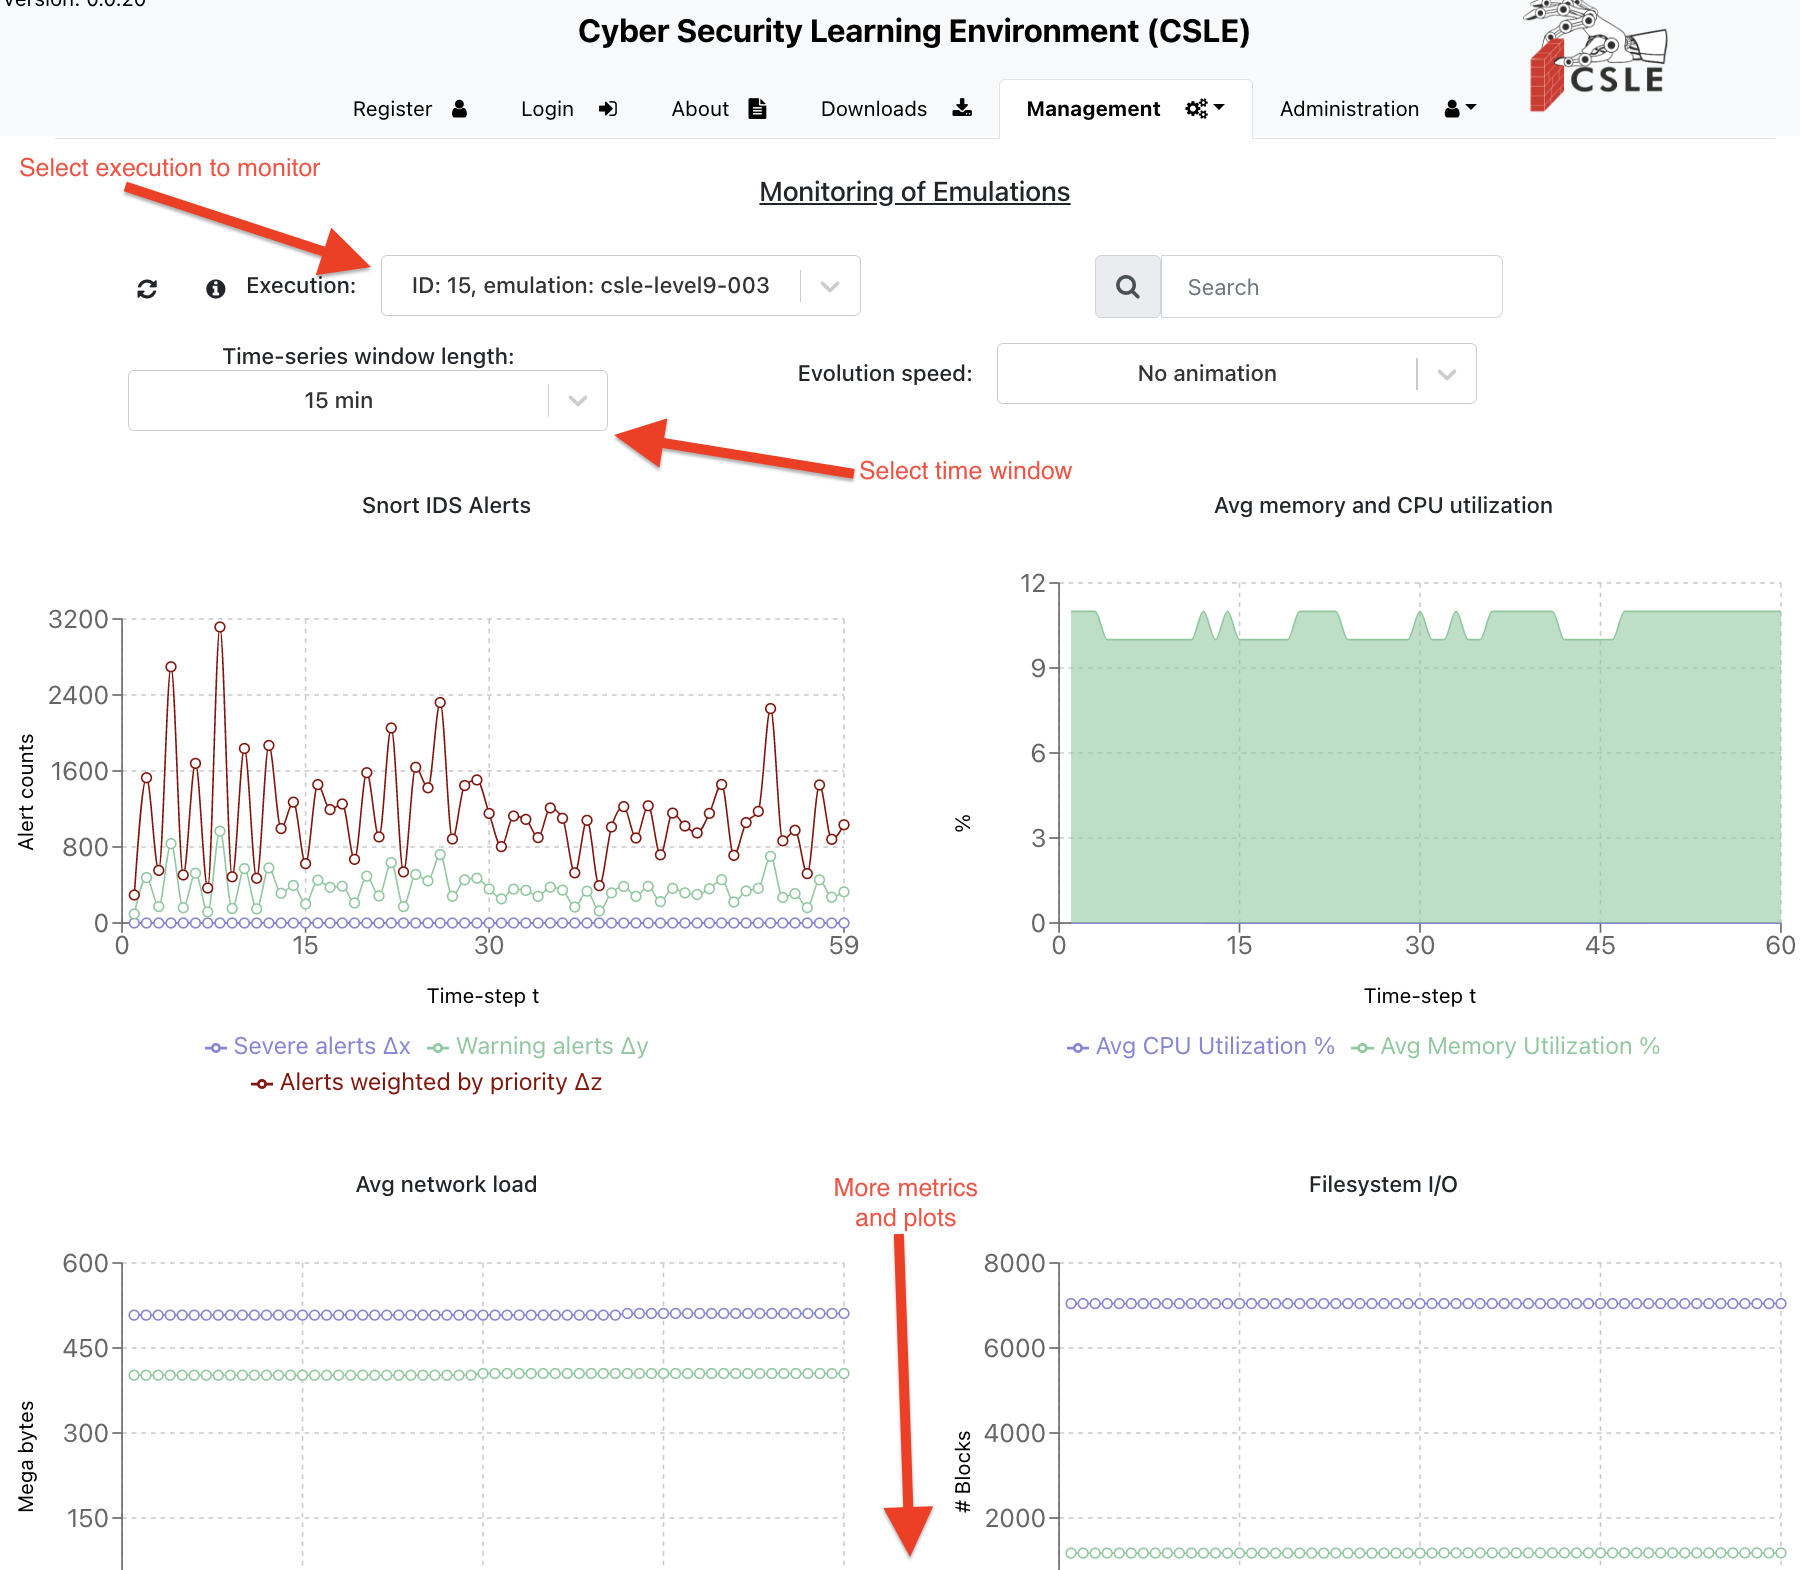 version: 0.0.20
Cyber Security Learning Environment (CSLE)
CSLE
Register Login About Downloads Management Administration
Select execution to monitor
Monitoring of Emulations
Execution: ID: 15, emulation: csle-level9-003
Search
Time-series window length:
15 min
Evolution speed: No animation
Select time window
Snort IDS Alerts
3200
2400
1600
800
0
Alert counts
0 15 30 59
Time-step t
Severe alerts Δx Warning alerts Δy
Alerts weighted by priority Δz
Avg memory and CPU utilization
12
9
6
3
0
%
0 15 30 45 60
Time-step t
Avg CPU Utilization % Avg Memory Utilization %
Avg network load
600
450
300
150
Mega bytes
More metrics
and plots
Filesystem I/O
8000
6000
4000
2000
# Blocks